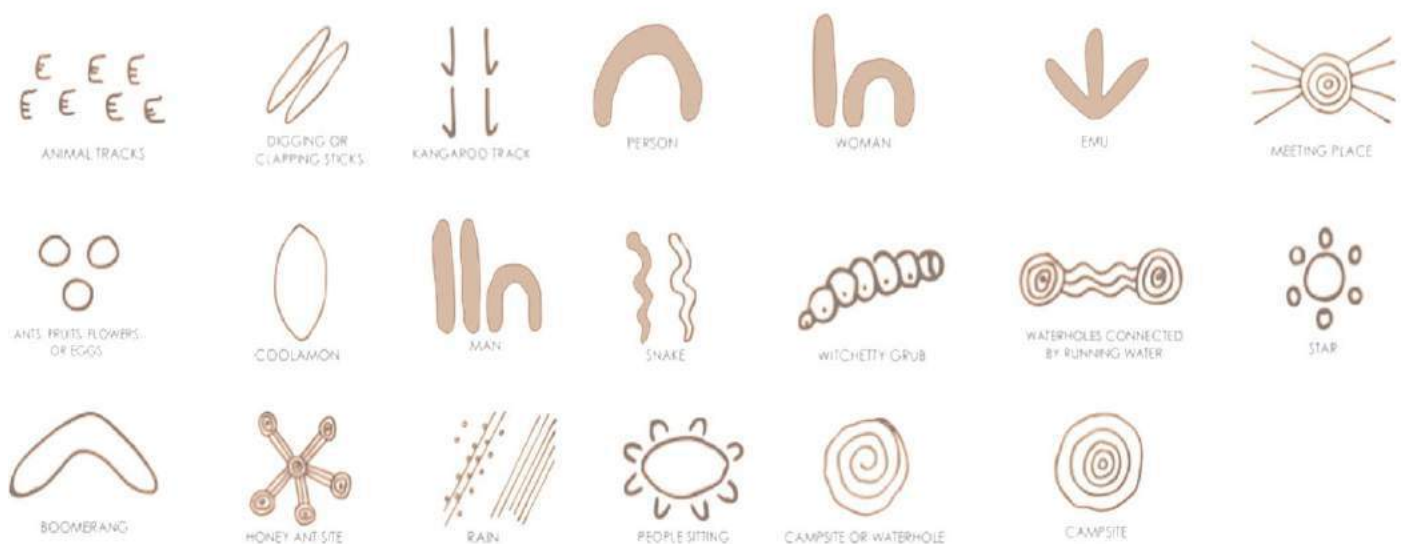 ANIMAL TRACKS
DIGGING OR
CLAPPING STICKS
KANGAROO TRACK
PERSON
WOMAN
EMU
MEETING PLACE
ANTS, FRUITS, FLOWERS
OR EGGS
COOLAMON
MAN
SNAKE
WITCHETTY GRUB
WATERHOLES CONNECTED
BY RUNNING WATER
STAR
BOOMERANG
HONEY ANT SITE
RAIN
PEOPLE SITTING
CAMPSITE OR WATERHOLE
CAMPSITE